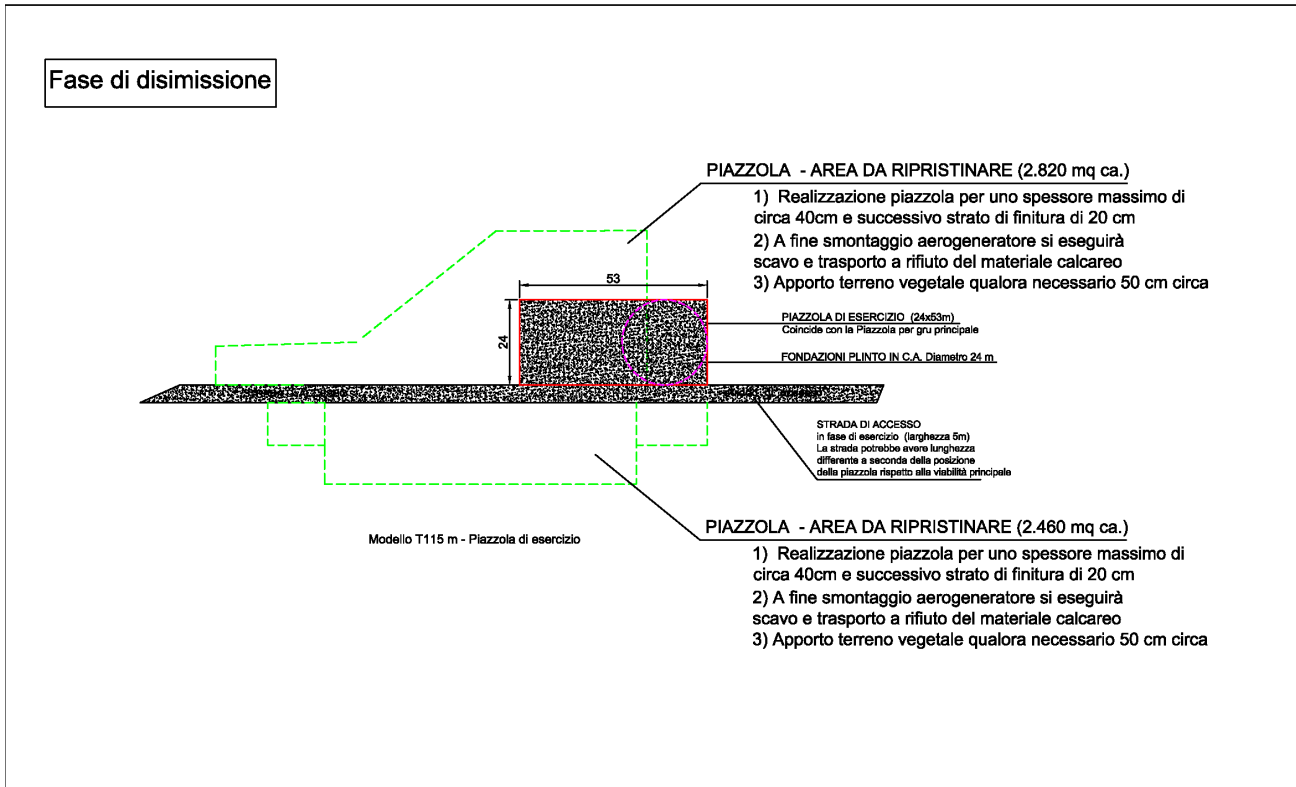 Fase di disimissione
PIAZZOLA - AREA DA RIPRISTINARE (2.820 mq ca.)
1) Realizzazione piazzola per uno spessore massimo di
circa 40cm e successivo strato di finitura di 20 cm
2) A fine smontaggio aerogeneratore si eseguirà
scavo e trasporto a rifiuto del materiale calcareo
3) Apporto terreno vegetale qualora necessario 50 cm circa
53
24
PIAZZOLA DI ESERCIZIO (24x53m)
Coincide con la Piazzola per gru principale
FONDAZIONI PLINTO IN C.A. Diametro 24 m
STRADA DI ACCESSO
in fase di esercizio (larghezza 5m)
La strada potrebbe avere lunghezza
differente a seconda della posizione
della piazzola rispetto alla viabilità principale
Modello T115 m - Piazzola di esercizio
PIAZZOLA - AREA DA RIPRISTINARE (2.460 mq ca.)
1) Realizzazione piazzola per uno spessore massimo di
circa 40cm e successivo strato di finitura di 20 cm
2) A fine smontaggio aerogeneratore si eseguirà
scavo e trasporto a rifiuto del materiale calcareo
3) Apporto terreno vegetale qualora necessario 50 cm circa